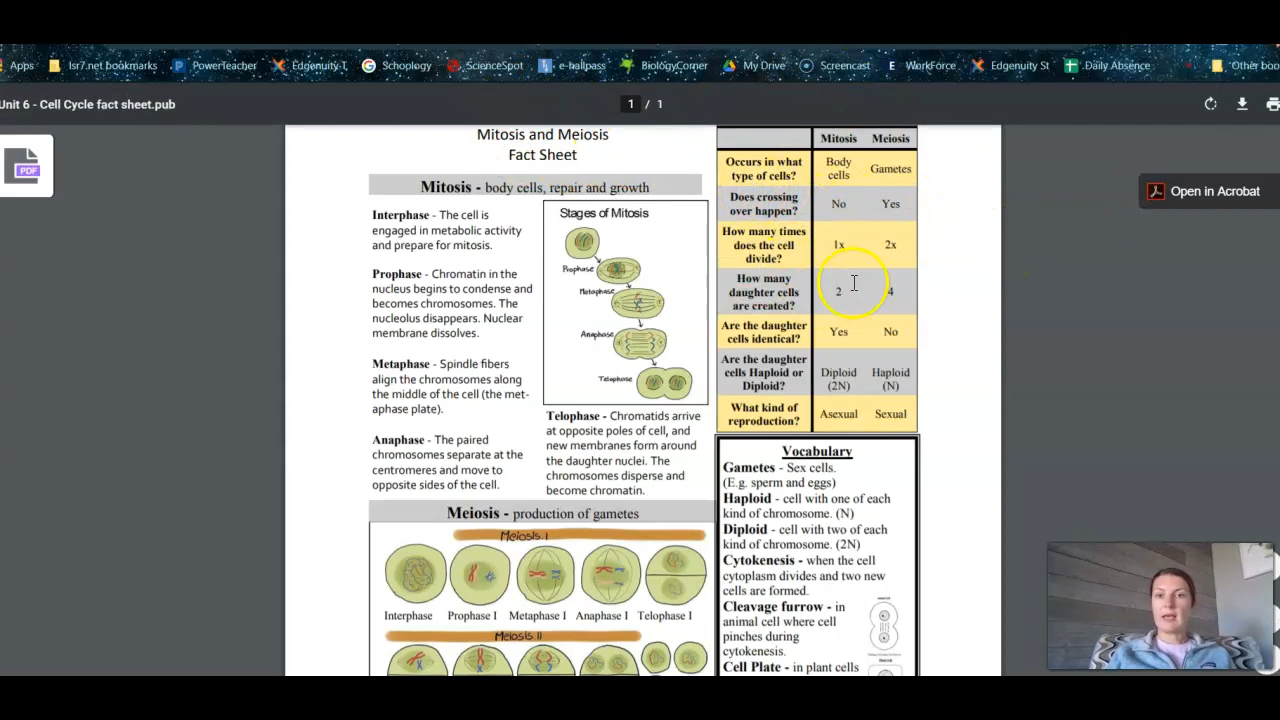 Apps
lsr7.net bookmarks
PowerTeacher
Edgenuity T
Schoology
ScienceSpot
e-hallpass
BiologyCorner
My Drive
Screencast
WorkForce
Edgenuity St
Daily Absence
Other boo
Unit 6 - Cell Cycle fact sheet.pub
1 / 1
PDF
Open in Acrobat
Mitosis and Meiosis
Fact Sheet
Mitosis - body cells, repair and growth
Interphase - The cell is
engaged in metabolic activity
and prepare for mitosis.
Prophase - Chromatin in the
nucleus begins to condense and
becomes chromosomes. The
nucleolus disappears. Nuclear
membrane dissolves.
Metaphase - Spindle fibers
align the chromosomes along
the middle of the cell (the met-
aphase plate).
Anaphase - The paired
chromosomes separate at the
centromeres and move to
opposite sides of the cell.
Stages of Mitosis
Prophase
Metaphase
Anaphase
Telophase
Telophase - Chromatids arrive
at opposite poles of cell, and
new membranes form around
the daughter nuclei. The
chromosomes disperse and
become chromatin.
Meiosis - production of gametes
Meiosis I
Interphase Prophase I Metaphase I Anaphase I Telophase I
Meiosis II
Mitosis Meiosis
Occurs in what
type of cells?
Body
cells
Gametes
Does crossing
over happen?
No
Yes
How many times
does the cell
divide?
1x
2x
How many
daughter cells
are created?
2
4
Are the daughter
cells identical?
Yes
No
Are the daughter
cells Haploid or
Diploid?
Diploid
(2N)
Haploid
(N)
What kind of
reproduction?
Asexual
Sexual
Vocabulary
Gametes - Sex cells.
(E.g. sperm and eggs)
Haploid - cell with one of each
kind of chromosome. (N)
Diploid - cell with two of each
kind of chromosome. (2N)
Cytokenesis - when the cell
cytoplasm divides and two new
cells are formed.
Cleavage furrow - in
animal cell where cell
pinches during
cytokenesis.
Cell Plate - in plant cells